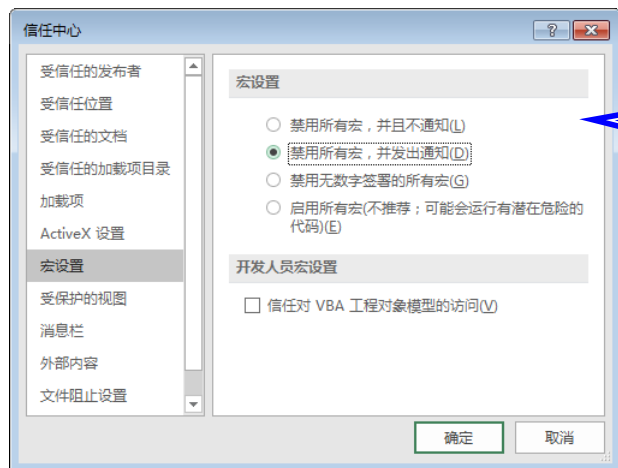 信任中心
受信任的发布者
受信任位置
受信任的文档
受信任的加载项目录
加载项
ActiveX 设置
宏设置
受保护的视图
消息栏
外部内容
文件阻止设置
宏设置
禁用所有宏，并且不通知(L)
禁用所有宏，并发出通知(D)
禁用无数字签署的所有宏(G)
启用所有宏(不推荐；可能会运行有潜在危险的
代码)(E)
开发人员宏设置
信任对 VBA 工程对象模型的访问(V)
确定
取消